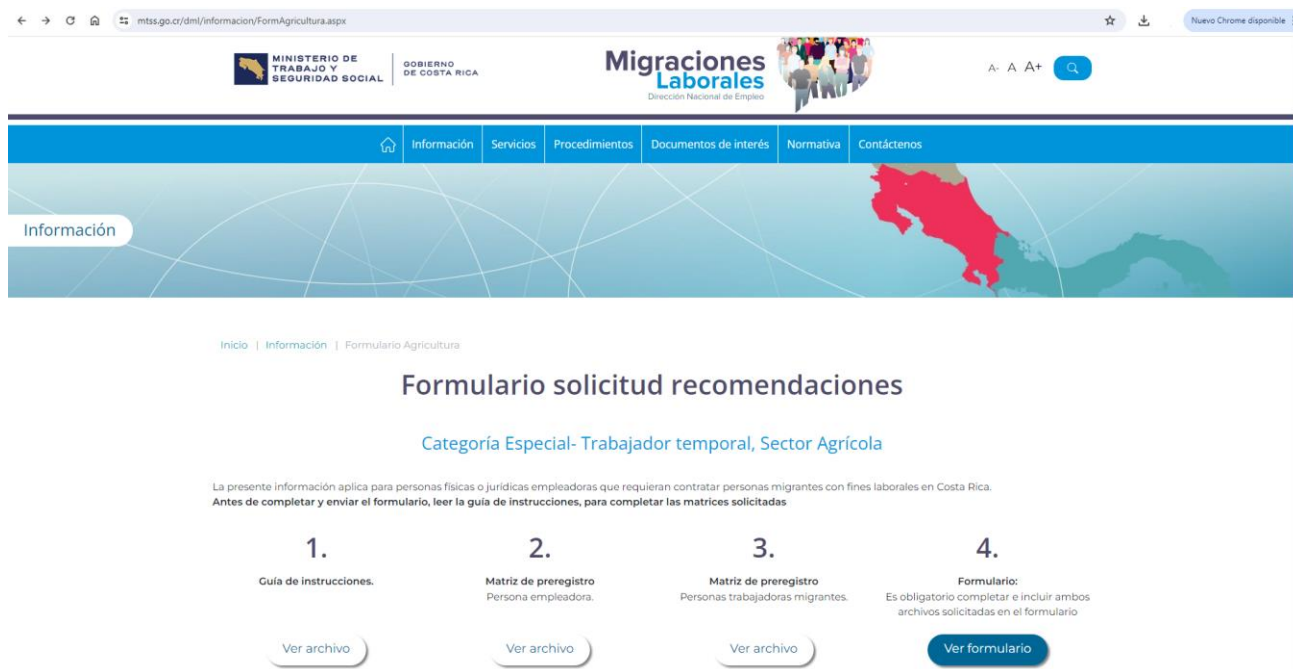 mtss.go.cr/dml/informacion/FormAgricultura.aspx
Nuevo Chrome disponible
MINISTERIO DE
TRABAJO Y
SEGURIDAD SOCIAL
GOBIERNO
DE COSTA RICA
Migraciones
Laborales
Dirección Nacional de Empleo
A- A A+
Información Servicios Procedimientos Documentos de interés Normativa Contáctenos
Información
Inicio | Información | Formulario Agricultura
Formulario solicitud recomendaciones
Categoría Especial- Trabajador temporal, Sector Agrícola
La presente información aplica para personas físicas o jurídicas empleadoras que requieran contratar personas migrantes con fines laborales en Costa Rica.
Antes de completar y enviar el formulario, leer la guía de instrucciones, para completar las matrices solicitadas
1.
Guía de instrucciones.
Ver archivo
2.
Matriz de preregistro
Persona empleadora.
Ver archivo
3.
Matriz de preregistro
Personas trabajadoras migrantes.
Ver archivo
4.
Formulario:
Es obligatorio completar e incluir ambos
archivos solicitadas en el formulario
Ver formulario